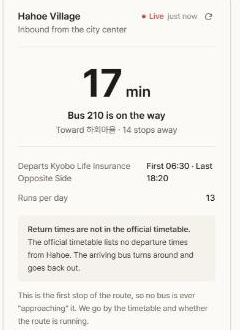 Hahoe Village
Live just now
Inbound from the city center
17 min
Bus 210 is on the way
Toward 하회마을 · 14 stops away
Departs Kyobo Life Insurance Opposite Side
First 06:30 · Last 18:20
Runs per day
13
Return times are not in the official timetable.
The official timetable lists no departure times
from Hahoe. The arriving bus turns around and
goes back out.
This is the first stop of the route, so no bus is ever
"approaching" it. We go by the timetable and whether
the route is running.